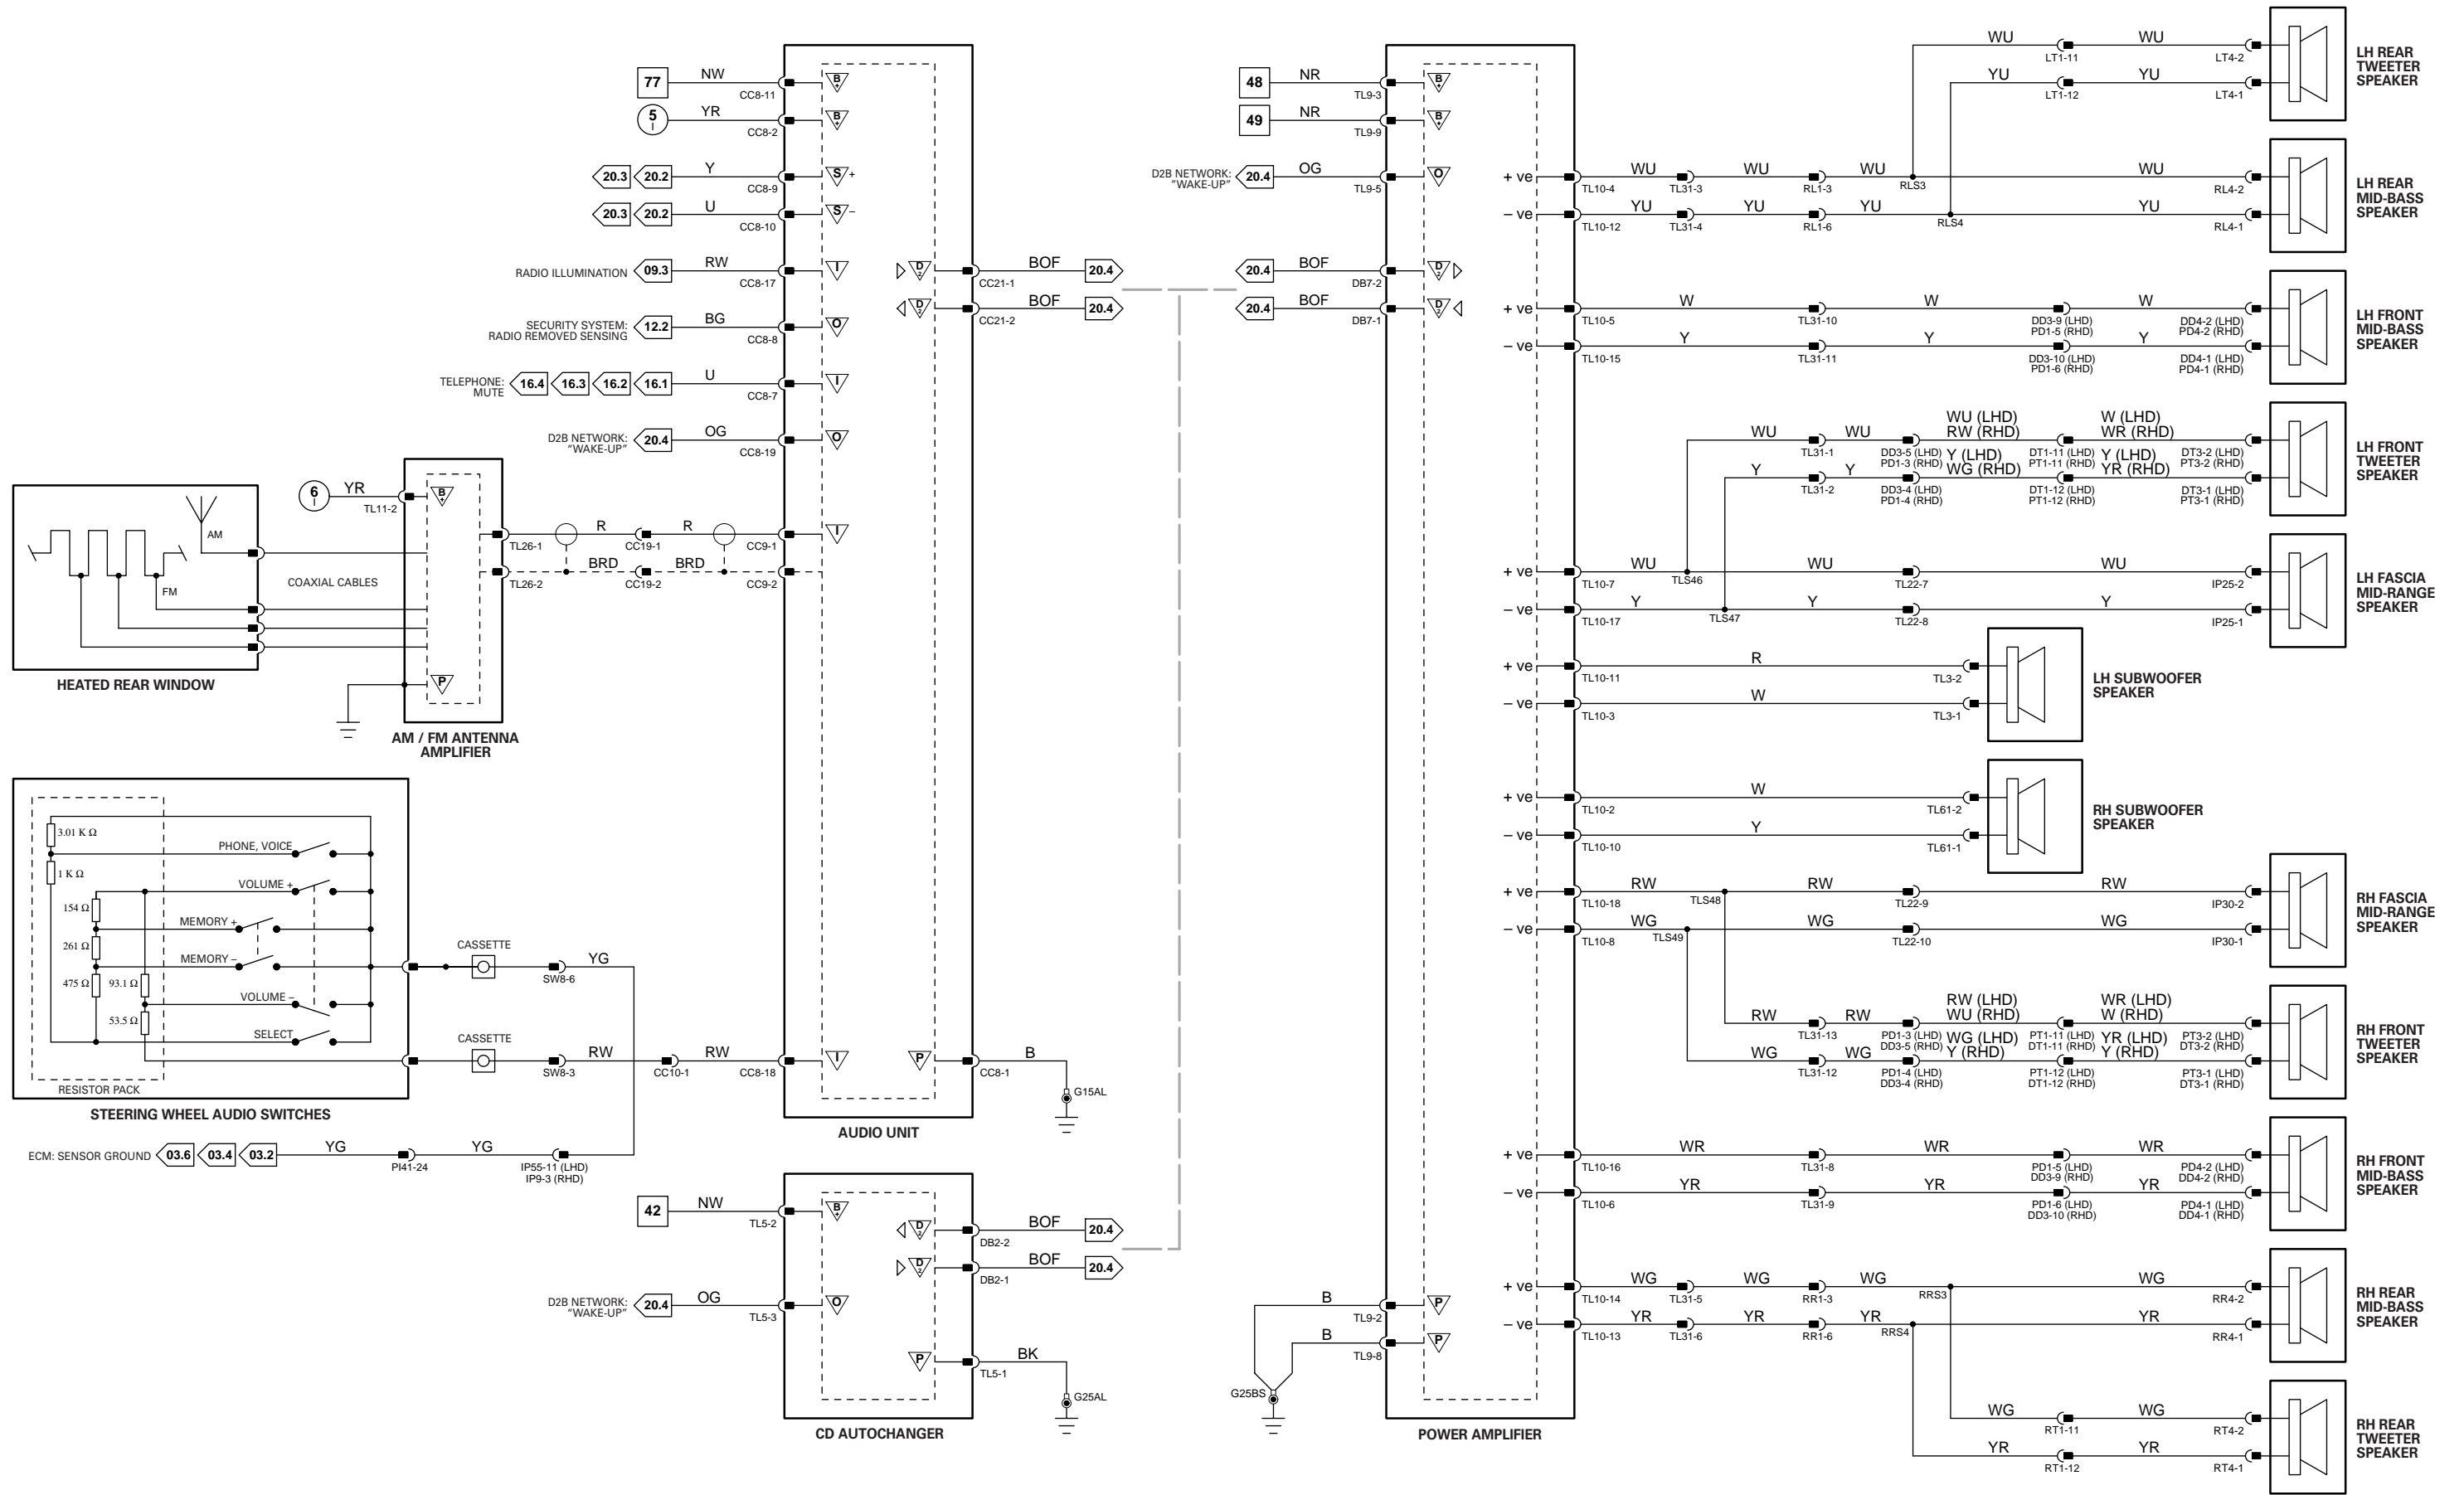 77
NW
CC8-11
B+
5
I
YR
CC8-2
B+
20.3
20.2
Y
CC8-9
S+
20.3
20.2
U
CC8-10
S–
RADIO ILLUMINATION
09.3
RW
CC8-17
I
SECURITY SYSTEM:
RADIO REMOVED SENSING
12.2
BG
CC8-8
O
TELEPHONE:
MUTE
16.4
16.3
16.2
16.1
U
CC8-7
I
D2B NETWORK:
"WAKE-UP"
20.4
OG
CC8-19
O
D2
CC21-1
BOF
20.4
D2
CC21-2
BOF
20.4
AM
FM
COAXIAL CABLES
HEATED REAR WINDOW
6
I
YR
TL11-2
B+
P
AM / FM ANTENNA
AMPLIFIER
TL26-1
R
CC19-1
R
CC9-1
I
TL26-2
BRD
CC19-2
BRD
CC9-2
3.01 K Ω
1 K Ω
154 Ω
261 Ω
475 Ω
93.1 Ω
53.5 Ω
PHONE, VOICE
VOLUME +
MEMORY +
MEMORY –
VOLUME –
SELECT
RESISTOR PACK
STEERING WHEEL AUDIO SWITCHES
CASSETTE
SW8-6
YG
CASSETTE
SW8-3
RW
CC10-1
RW
CC8-18
I
P
CC8-1
B
G15AL
AUDIO UNIT
ECM: SENSOR GROUND
03.6
03.4
03.2
YG
PI41-24
YG
IP55-11 (LHD)
IP9-3 (RHD)
42
NW
TL5-2
B+
D2
DB2-2
BOF
20.4
D2
DB2-1
BOF
20.4
D2B NETWORK:
"WAKE-UP"
20.4
OG
TL5-3
O
P
TL5-1
BK
G25AL
CD AUTOCHANGER
48
NR
TL9-3
B+
49
NR
TL9-9
B+
D2B NETWORK:
"WAKE-UP"
20.4
OG
TL9-5
O
20.4
BOF
DB7-2
D2
20.4
BOF
DB7-1
D2
B
TL9-2
P
B
TL9-8
P
G25BS
POWER AMPLIFIER
WU
LT1-11
WU
LT4-2
YU
LT1-12
YU
LT4-1
LH REAR
TWEETER
SPEAKER
+ ve
TL10-4
WU
TL31-3
WU
RL1-3
WU
RLS3
WU
RL4-2
– ve
TL10-12
YU
TL31-4
YU
RL1-6
YU
RLS4
YU
RL4-1
LH REAR
MID-BASS
SPEAKER
+ ve
TL10-5
W
TL31-10
W
DD3-9 (LHD)
PD1-5 (RHD)
W
DD4-2 (LHD)
PD4-2 (RHD)
– ve
TL10-15
Y
TL31-11
Y
DD3-10 (LHD)
PD1-6 (RHD)
Y
DD4-1 (LHD)
PD4-1 (RHD)
LH FRONT
MID-BASS
SPEAKER
WU
TL31-1
WU
DD3-5 (LHD)
PD1-3 (RHD)
WU (LHD)
RW (RHD)
DT1-11 (LHD)
PT1-11 (RHD)
W (LHD)
WR (RHD)
DT3-2 (LHD)
PT3-2 (RHD)
Y
TL31-2
Y
DD3-4 (LHD)
PD1-4 (RHD)
Y (LHD)
WG (RHD)
DT1-12 (LHD)
PT1-12 (RHD)
Y (LHD)
YR (RHD)
DT3-1 (LHD)
PT3-1 (RHD)
LH FRONT
TWEETER
SPEAKER
+ ve
TL10-7
WU
TLS46
WU
TL22-7
WU
IP25-2
– ve
TL10-17
Y
TLS47
Y
TL22-8
Y
IP25-1
LH FASCIA
MID-RANGE
SPEAKER
+ ve
TL10-11
R
TL3-2
– ve
TL10-3
W
TL3-1
LH SUBWOOFER
SPEAKER
+ ve
TL10-2
W
TL61-2
– ve
TL10-10
Y
TL61-1
RH SUBWOOFER
SPEAKER
+ ve
TL10-18
RW
TLS48
RW
TL22-9
RW
IP30-2
– ve
TL10-8
WG
TLS49
WG
TL22-10
WG
IP30-1
RH FASCIA
MID-RANGE
SPEAKER
RW
TL31-13
RW
PD1-3 (LHD)
DD3-5 (RHD)
RW (LHD)
WU (RHD)
PT1-11 (LHD)
DT1-11 (RHD)
WR (LHD)
W (RHD)
PT3-2 (LHD)
DT3-2 (RHD)
WG
TL31-12
WG
PD1-4 (LHD)
DD3-4 (RHD)
WG (LHD)
Y (RHD)
PT1-12 (LHD)
DT1-12 (RHD)
YR (LHD)
Y (RHD)
PT3-1 (LHD)
DT3-1 (RHD)
RH FRONT
TWEETER
SPEAKER
+ ve
TL10-16
WR
TL31-8
WR
PD1-5 (LHD)
DD3-9 (RHD)
WR
PD4-2 (LHD)
DD4-2 (RHD)
– ve
TL10-6
YR
TL31-9
YR
PD1-6 (LHD)
DD3-10 (RHD)
YR
PD4-1 (LHD)
DD4-1 (RHD)
RH FRONT
MID-BASS
SPEAKER
+ ve
TL10-14
WG
TL31-5
WG
RR1-3
WG
RRS3
WG
RR4-2
– ve
TL10-13
YR
TL31-6
YR
RR1-6
YR
RRS4
YR
RR4-1
RH REAR
MID-BASS
SPEAKER
WG
RT1-11
WG
RT4-2
YR
RT1-12
YR
RT4-1
RH REAR
TWEETER
SPEAKER